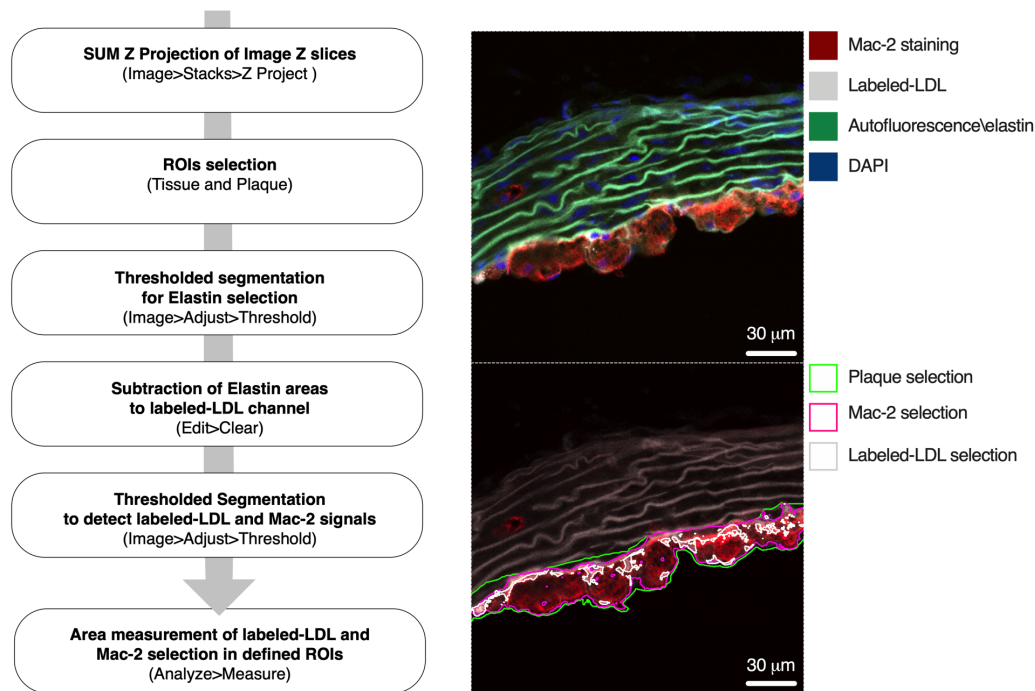 SUM Z Projection of Image Z slices
(Image>Stacks>Z Project )
ROIs selection
(Tissue and Plaque)
Thresholded segmentation
for Elastin selection
(Image>Adjust>Threshold)
Subtraction of Elastin areas
to labeled-LDL channel
(Edit>Clear)
Thresholded Segmentation
to detect labeled-LDL and Mac-2 signals
(Image>Adjust>Threshold)
Area measurement of labeled-LDL and
Mac-2 selection in defined ROIs
(Analyze>Measure)
30 μm
Mac-2 staining
Labeled-LDL
Autofluorescence\elastin
DAPI
30 μm
Plaque selection
Mac-2 selection
Labeled-LDL selection